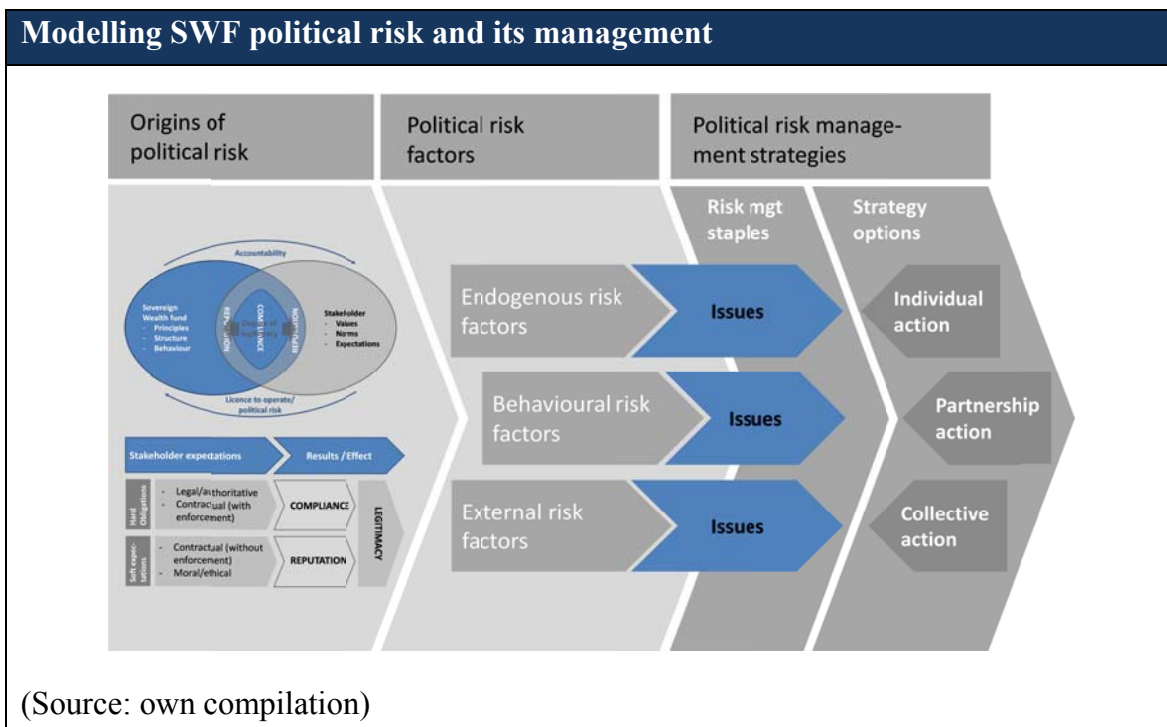 Modelling SWF political risk and its management
Origins of
political risk
Political risk
factors
Political risk manage-
ment strategies
Risk mgt
staples
Strategy
options
Accountability
Sovereign
Wealth fund
- Principles
- Structure
- Behaviour
REPUTATION
COMPLIANCE
REPUTATION
Stakeholder
- Values
- Norms
- Expectations
Licence to operate/
political risk
Stakeholder expectations
Results /Effect
Hard
Obligations
- Legal/authoritative
- Contractual (with
enforcement)
COMPLIANCE
Soft expec-
tations
- Contractual (without
enforcement)
- Moral/ethical
REPUTATION
LEGITIMACY
Endogenous risk
factors
Issues
Behavioural risk
factors
Issues
External risk
factors
Issues
Individual
action
Partnership
action
Collective
action
(Source: own compilation)